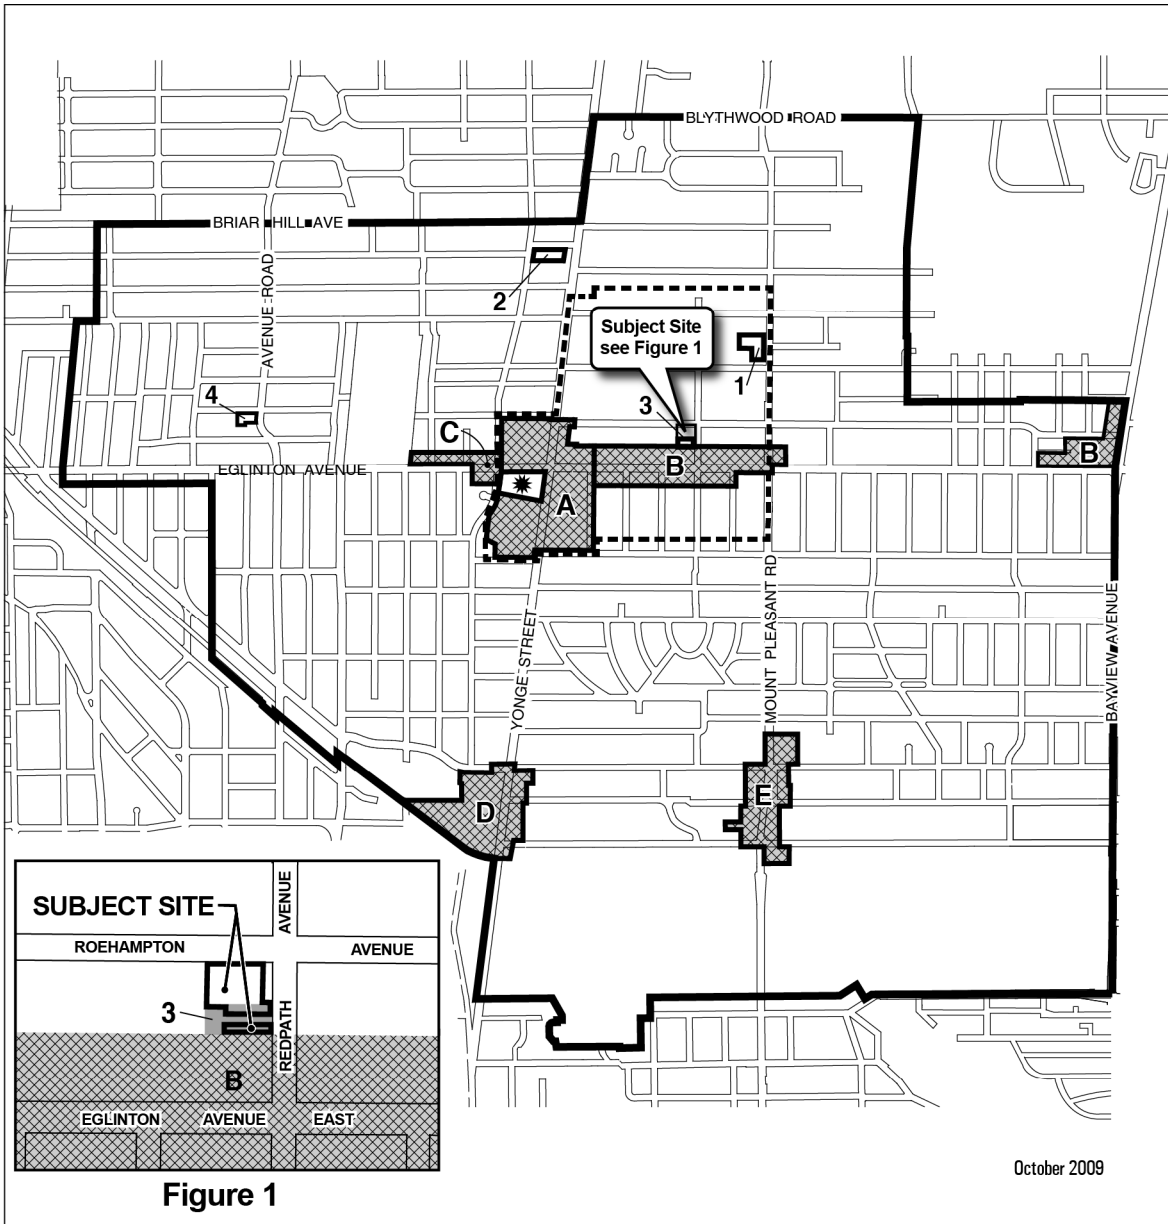 BLYTHWOOD ROAD
BRIAR HILL AVE
AVENUE ROAD
2
Subject Site
see Figure 1
1
4
3
C
B
B
EGLINTON AVENUE
A
YONGE STREET
MOUNT PLEASANT RD
BAYVIEW AVENUE
D
E
SUBJECT SITE
AVENUE
ROEHAMPTON
AVENUE
3
REDPATH
B
EGLINTON AVENUE EAST
Figure 1
October 2009